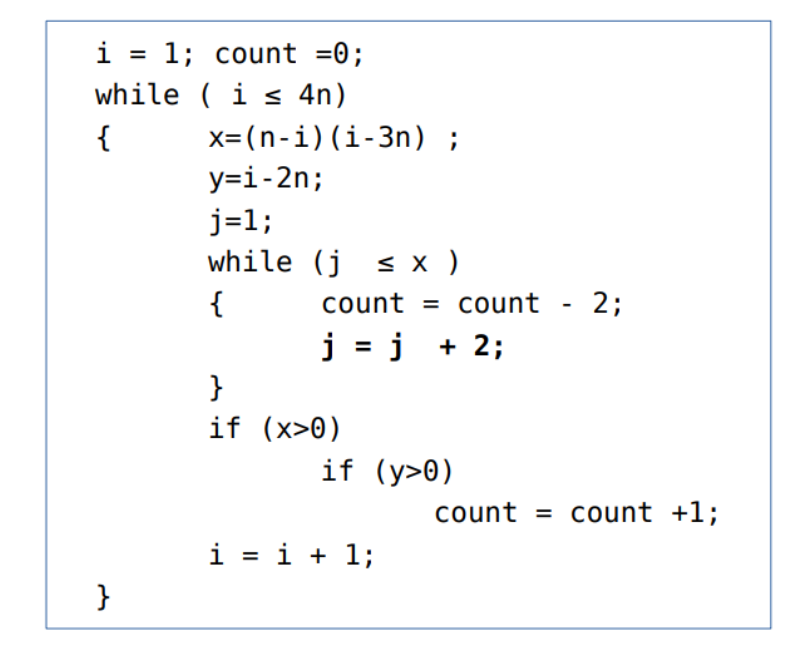 i = 1; count =0;
while ( i ≤ 4n)
{ x=(n-i)(i-3n) ;
y=i-2n;
j=1;
while (j ≤ x )
{ count = count - 2;
j = j + 2;
}
if (x>0)
if (y>0)
count = count +1;
i = i + 1;
}